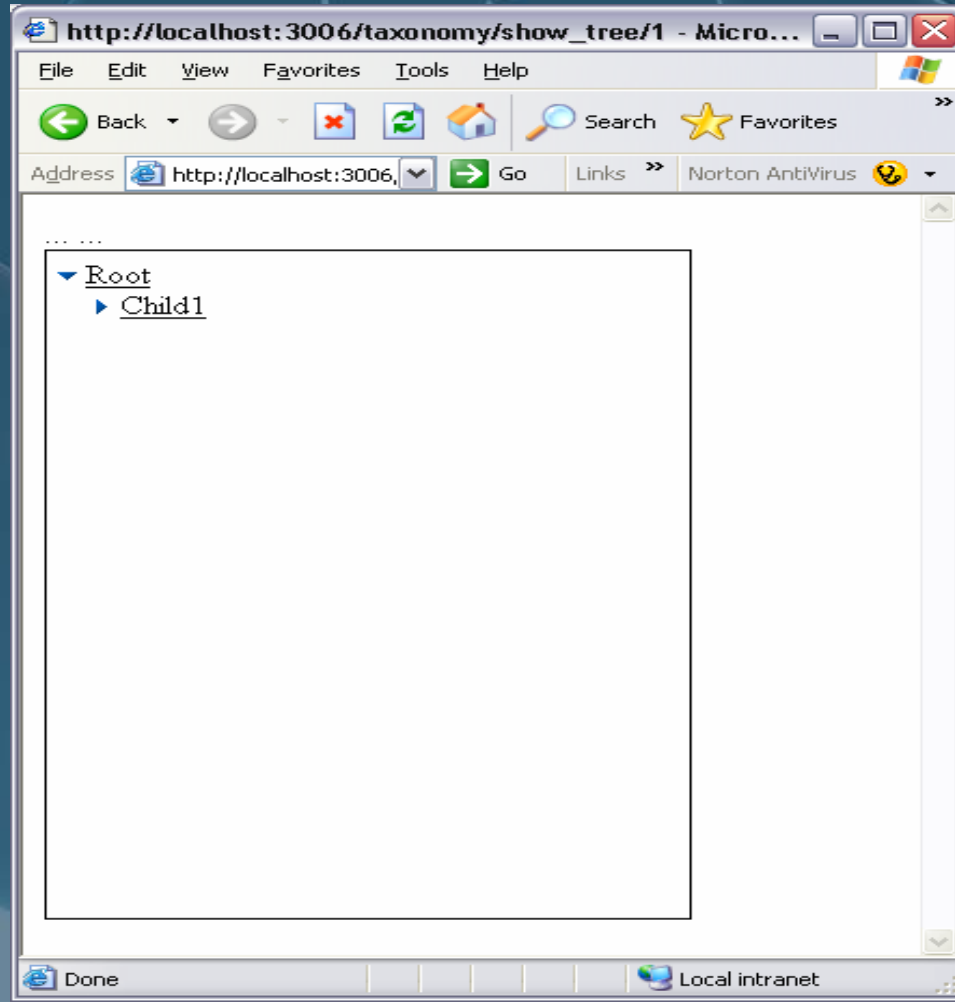 http://localhost:3006/taxonomy/show_tree/1 - Micro...
File Edit View Favorites Tools Help
Back Search Favorites »
Address http://localhost:3006, Go Links » Norton AntiVirus
... ...
Root
Child1
Done Local intranet